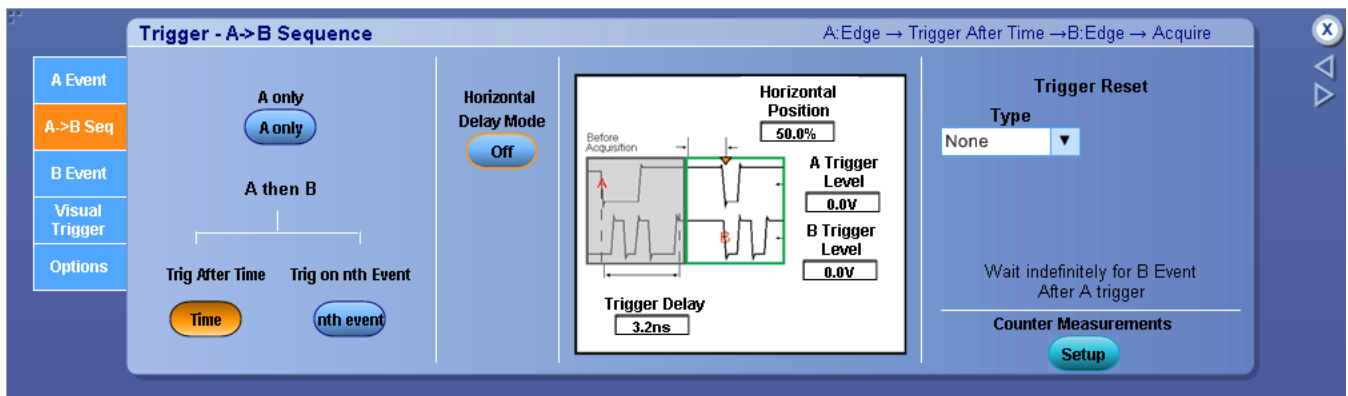 Trigger - A->B Sequence
A:Edge → Trigger After Time →B:Edge → Acquire
X
A Event
A->B Seq
B Event
Visual
Trigger
Options
A only
A only
A then B
Trig After Time
Trig on nth Event
Time
nth event
Horizontal
Delay Mode
Off
Before
Acquisition
A
B
Horizontal
Position
50.0%
A Trigger
Level
0.0V
B Trigger
Level
0.0V
Trigger Delay
3.2ns
Trigger Reset
Type
None
Wait indefinitely for B Event
After A trigger
Counter Measurements
Setup